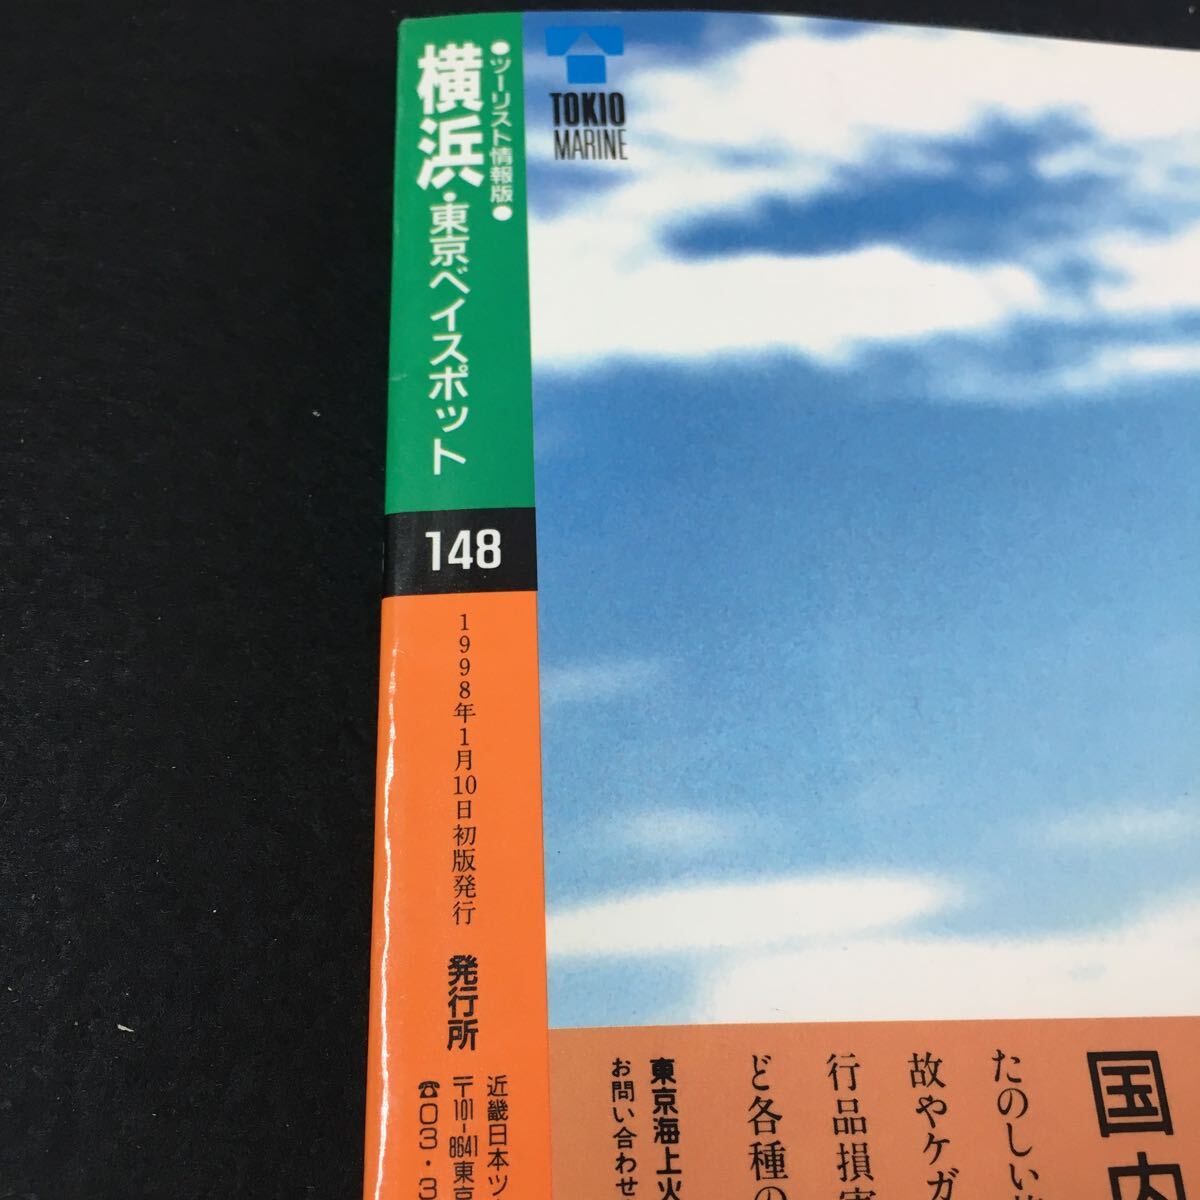 ●ツーリスト情報版●
横浜・東京ベイスポット
148
1998年1月10日初版発行
発行所
近畿日本ツ
〒101-8641東京
☎03・3
TOKIO
MARINE
国内
たのしい
故やケガ
行品損害
ど各種の
東京海上火
お問い合わせ